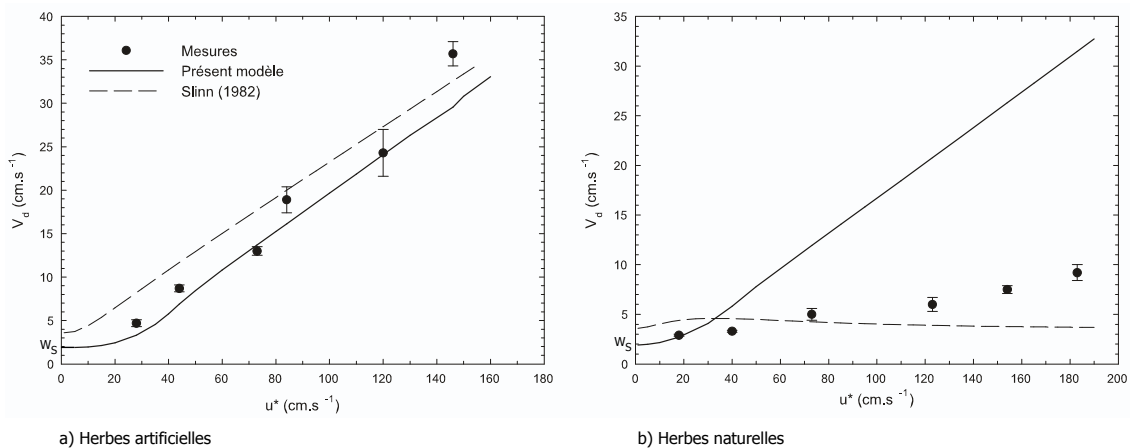 40
35
30
25
20
15
10
5
0
w_S
V_d (cm.s⁻¹)
Mesures
Présent modèle
Slinn (1982)
0 20 40 60 80 100 120 140 160 180
u* (cm.s⁻¹)
a) Herbes artificielles
35
30
25
20
15
10
5
0
w_S
V_d (cm.s⁻¹)
0 20 40 60 80 100 120 140 160 180 200
u* (cm.s⁻¹)
b) Herbes naturelles